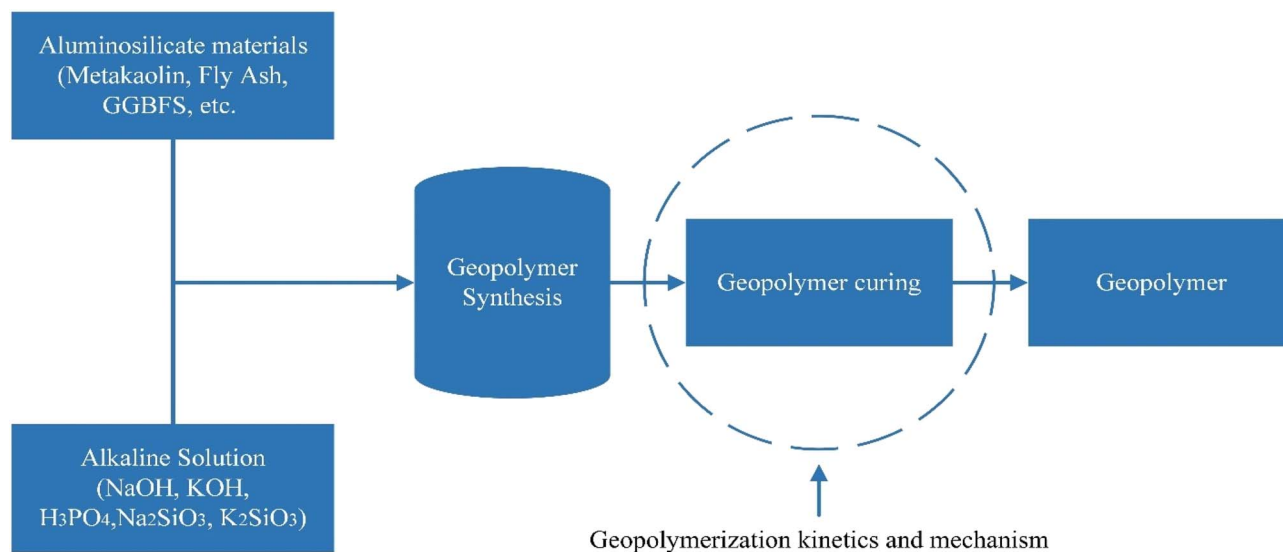 Aluminosilicate materials
(Metakaolin, Fly Ash,
GGBFS, etc.
Geopolymer
Synthesis
Geopolymer curing
Geopolymer
Alkaline Solution
(NaOH, KOH,
H₃PO₄,Na₂SiO₃, K₂SiO₃)
Geopolymerization kinetics and mechanism